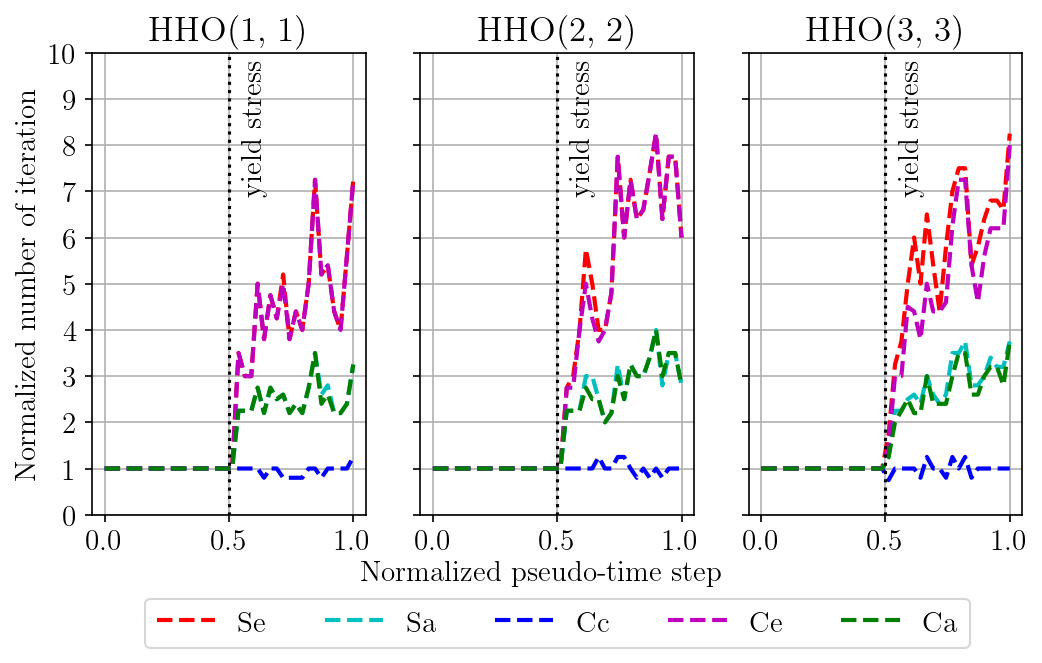 HHO(1, 1)
HHO(2, 2)
HHO(3, 3)
Normalized number of iteration
10
9
8
7
6
5
4
3
2
1
0
yield stress
yield stress
yield stress
0.0 0.5 1.0
0.0 0.5 1.0
0.0 0.5 1.0
Normalized pseudo-time step
Se Sa Cc Ce Ca